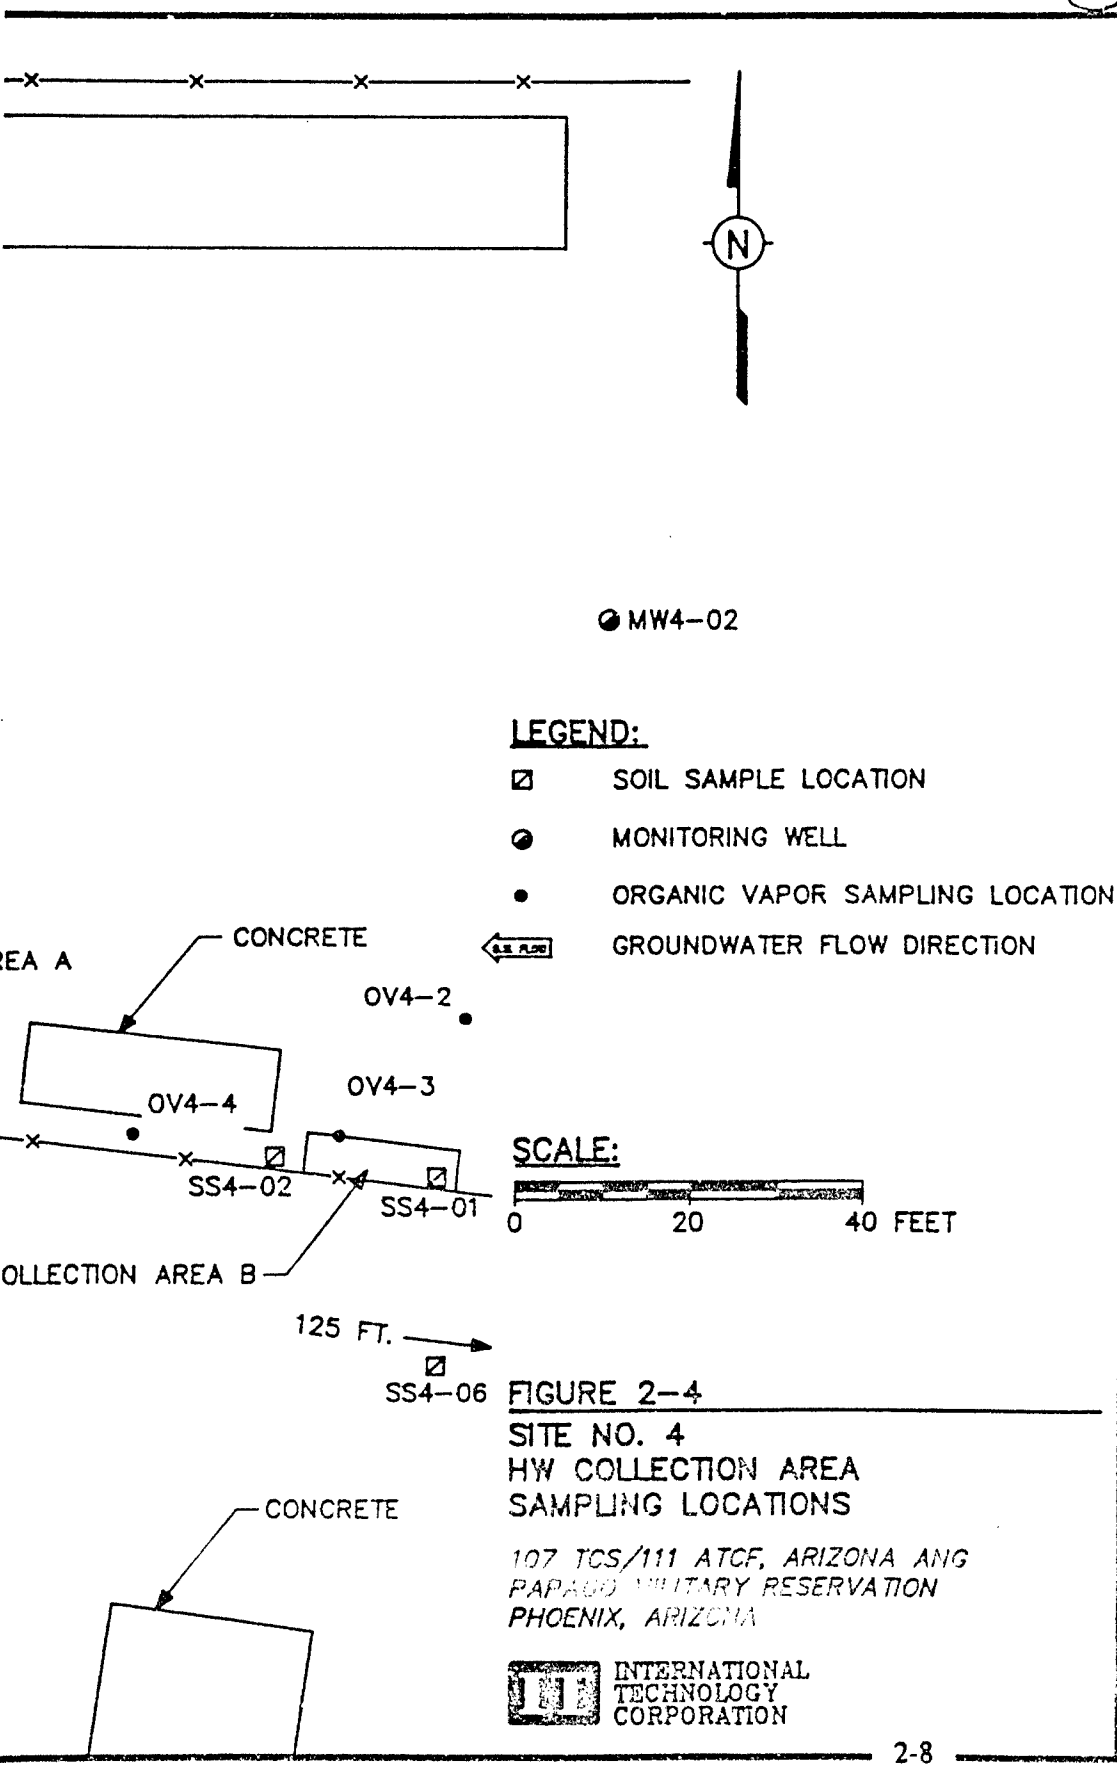 N
MW4-02
LEGEND:
SOIL SAMPLE LOCATION
MONITORING WELL
ORGANIC VAPOR SAMPLING LOCATION
GROUNDWATER FLOW DIRECTION
CONCRETE
REA A
OV4-2
OV4-3
OV4-4
SS4-02
SS4-01
SCALE:
0 20 40 FEET
OLLECTION AREA B
125 FT.
SS4-06
FIGURE 2-4
SITE NO. 4
HW COLLECTION AREA
SAMPLING LOCATIONS
CONCRETE
107 TCS/111 ATCF, ARIZONA ANG
PAPAGO MILITARY RESERVATION
PHOENIX, ARIZONA
IT
INTERNATIONAL
TECHNOLOGY
CORPORATION
2-8